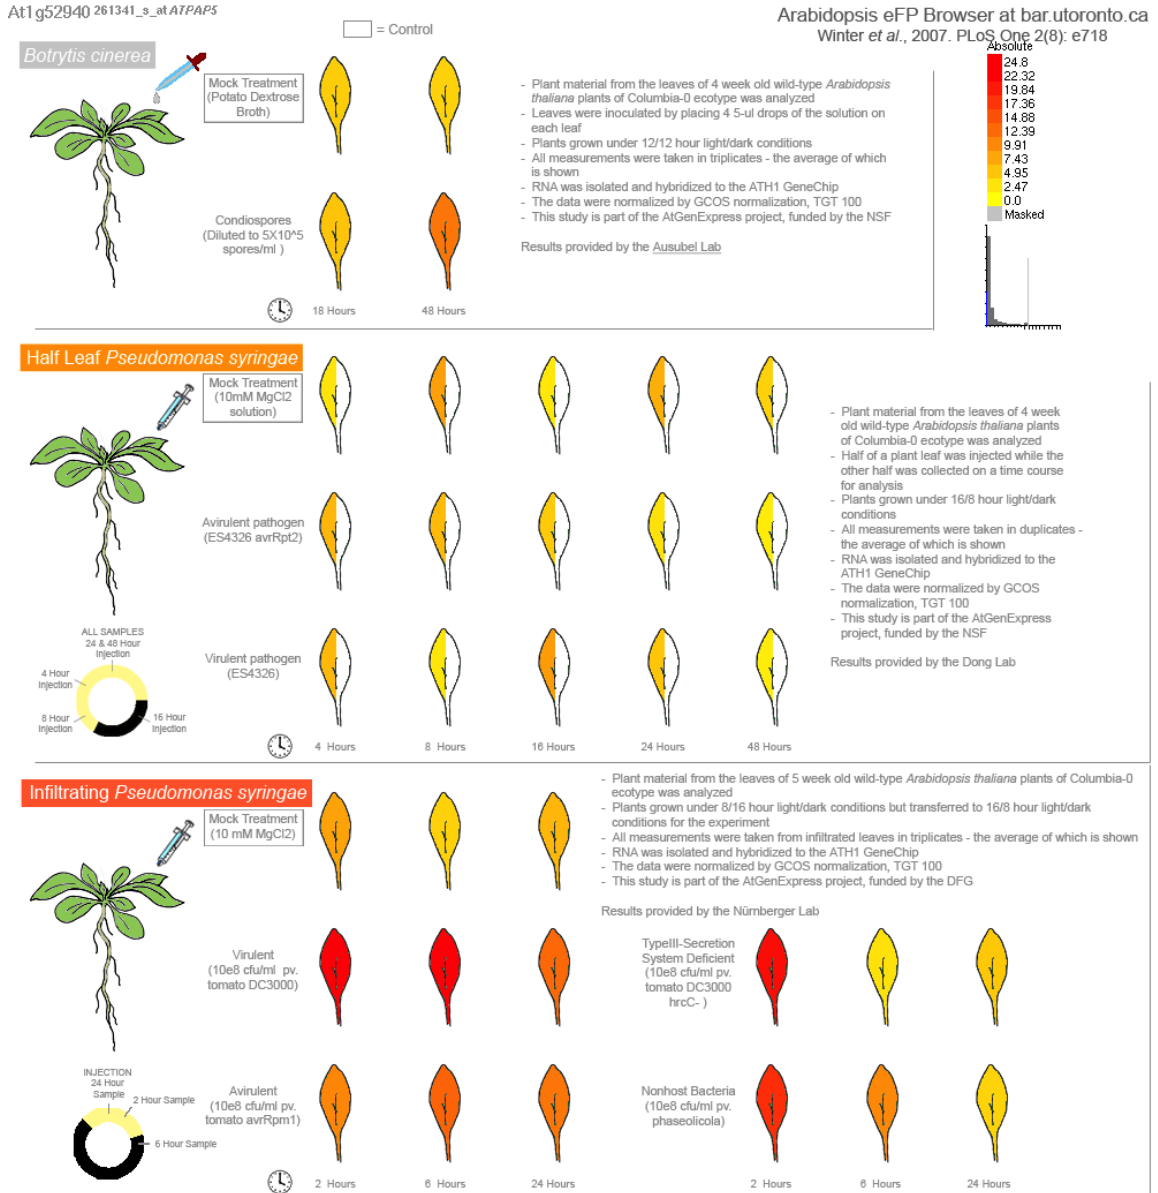 At1g52940 261341_s_at ATPAP5
= Control
Arabidopsis eFP Browser at bar.utoronto.ca
Winter et al., 2007. PLoS One 2(8): e718
Absolute
24.8
22.32
19.84
17.36
14.88
12.39
9.91
7.43
4.95
2.47
0.0
Masked
Botrytis cinerea
Mock Treatment
(Potato Dextrose
Broth)
- Plant material from the leaves of 4 week old wild-type Arabidopsis
thaliana plants of Columbia-0 ecotype was analyzed
- Leaves were inoculated by placing 4 5-ul drops of the solution on
each leaf
- Plants grown under 12/12 hour light/dark conditions
- All measurements were taken in triplicates - the average of which
is shown
- RNA was isolated and hybridized to the ATH1 GeneChip
- The data were normalized by GCOS normalization, TGT 100
- This study is part of the AtGenExpress project, funded by the NSF
Results provided by the Ausubel Lab
Condiospores
(Diluted to 5X10^5
spores/ml )
18 Hours
48 Hours
Half Leaf Pseudomonas syringae
Mock Treatment
(10mM MgCl2
solution)
Avirulent pathogen
(ES4326 avrRpt2)
Virulent pathogen
(ES4326)
- Plant material from the leaves of 4 week
old wild-type Arabidopsis thaliana plants
of Columbia-0 ecotype was analyzed
- Half of a plant leaf was injected while the
other half was collected on a time course
for analysis
- Plants grown under 16/8 hour light/dark
conditions
- All measurements were taken in duplicates -
the average of which is shown
- RNA was isolated and hybridized to the
ATH1 GeneChip
- The data were normalized by GCOS
normalization, TGT 100
- This study is part of the AtGenExpress
project, funded by the NSF
Results provided by the Dong Lab
ALL SAMPLES
24 & 48 Hour
Injection
4 Hour
Injection
8 Hour
Injection
16 Hour
Injection
4 Hours
8 Hours
16 Hours
24 Hours
48 Hours
Infiltrating Pseudomonas syringae
Mock Treatment
(10 mM MgCl2)
- Plant material from the leaves of 5 week old wild-type Arabidopsis thaliana plants of Columbia-0
ecotype was analyzed
- Plants grown under 8/16 hour light/dark conditions but transferred to 16/8 hour light/dark
conditions for the experiment
- All measurements were taken from infiltrated leaves in triplicates - the average of which is shown
- RNA was isolated and hybridized to the ATH1 GeneChip
- The data were normalized by GCOS normalization, TGT 100
- This study is part of the AtGenExpress project, funded by the DFG
Results provided by the Nürnberger Lab
Virulent
(10e8 cfu/ml pv.
tomato DC3000)
TypeIII-Secretion
System Deficient
(10e8 cfu/ml pv.
tomato DC3000
hrcC- )
Avirulent
(10e8 cfu/ml pv.
tomato avrRpm1)
Nonhost Bacteria
(10e8 cfu/ml pv.
phaseolicola)
INJECTION
24 Hour
Sample
2 Hour Sample
6 Hour Sample
2 Hours
6 Hours
24 Hours
2 Hours
6 Hours
24 Hours